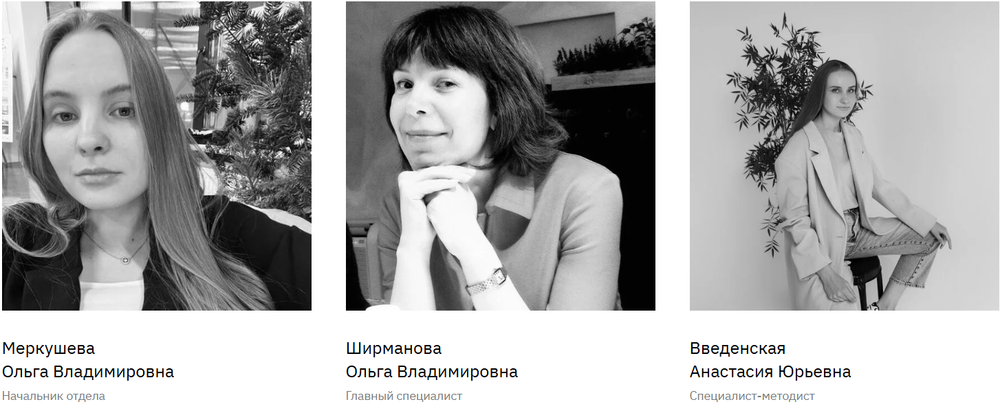 Меркушева
Ольга Владимировна
Начальник отдела
Ширманова
Ольга Владимировна
Главный специалист
Введенская
Анастасия Юрьевна
Специалист-методист